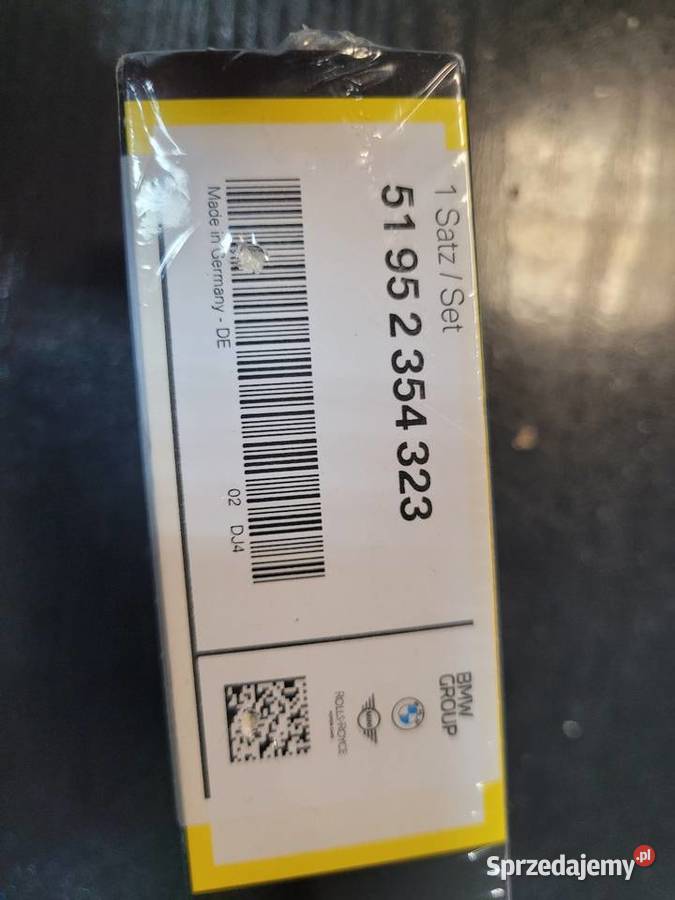 1 Satz / Set
51 95 2 354 323
Made in Germany - DE
02 DJ4
BMW
GROUP
MINI
ROLLS-ROYCE
Sprzedajemy.pl